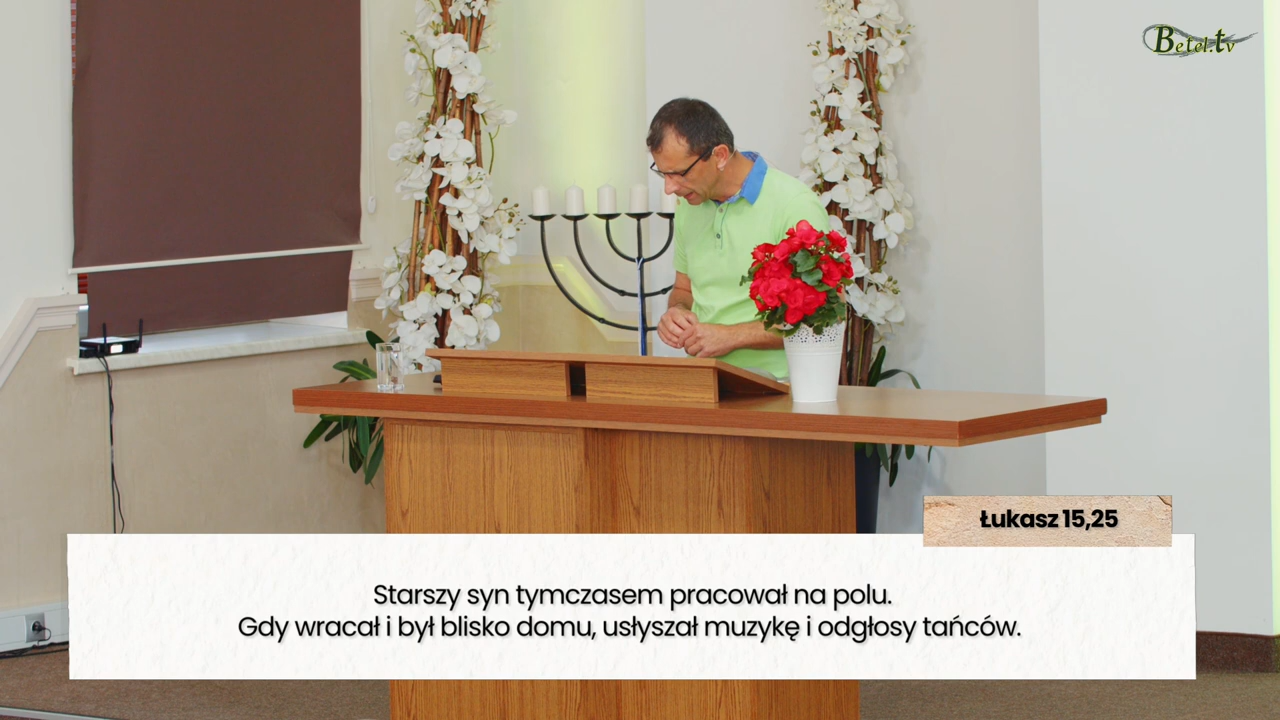 Betel.tv
Łukasz 15,25
Starszy syn tymczasem pracował na polu.
Gdy wracał i był blisko domu, usłyszał muzykę i odgłosy tańców.